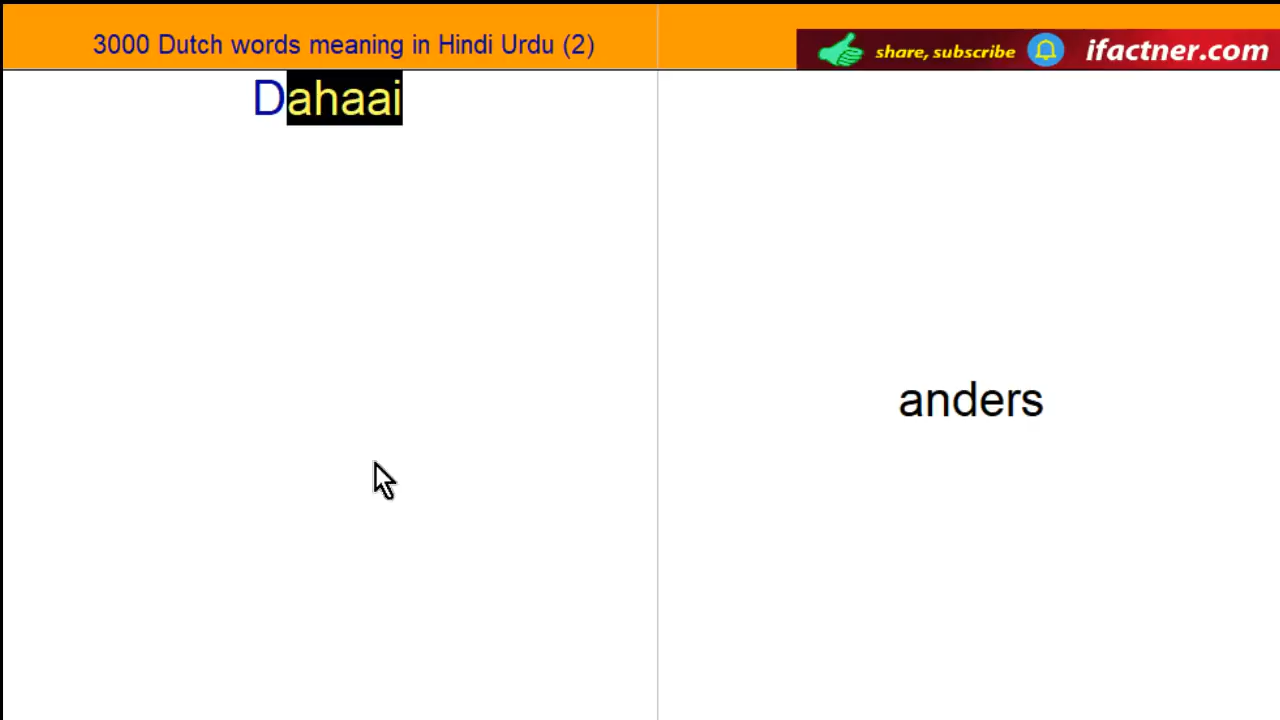 3000 Dutch words meaning in Hindi Urdu (2)
share, subscribe ifactner.com
Dahaai
anders